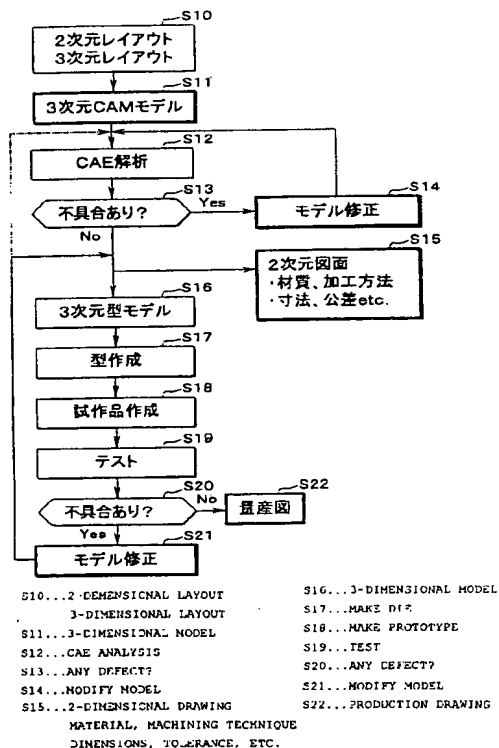 S10
2次元レイアウト
3次元レイアウト
S11
3次元CAMモデル
S12
CAE解析
S13
不具合あり?
Yes
No
S14
モデル修正
S15
2次元図面
・材質、加工方法
・寸法、公差etc.
S16
3次元型モデル
S17
型作成
S18
試作品作成
S19
テスト
S20
不具合あり?
No
Yes
S22
量産図
S21
モデル修正
S10...2-DEMENSIONAL LAYOUT
3-DIMENSIONAL LAYOUT
S11...3-DIMENSIONAL MODEL
S12...CAE ANALYSIS
S13...ANY DEFECT?
S14...MODIFY MODEL
S15...2-DIMENSIONAL DRAWING
MATERIAL, MACHINING TECHNIQUE
DIMENSIONS, TOLERANCE, ETC.
S16...3-DIMENSIONAL MODEL
S17...MAKE DIE
S18...MAKE PROTOTYPE
S19...TEST
S20...ANY DEFECT?
S21...MODIFY MODEL
S22...PRODUCTION DRAWING